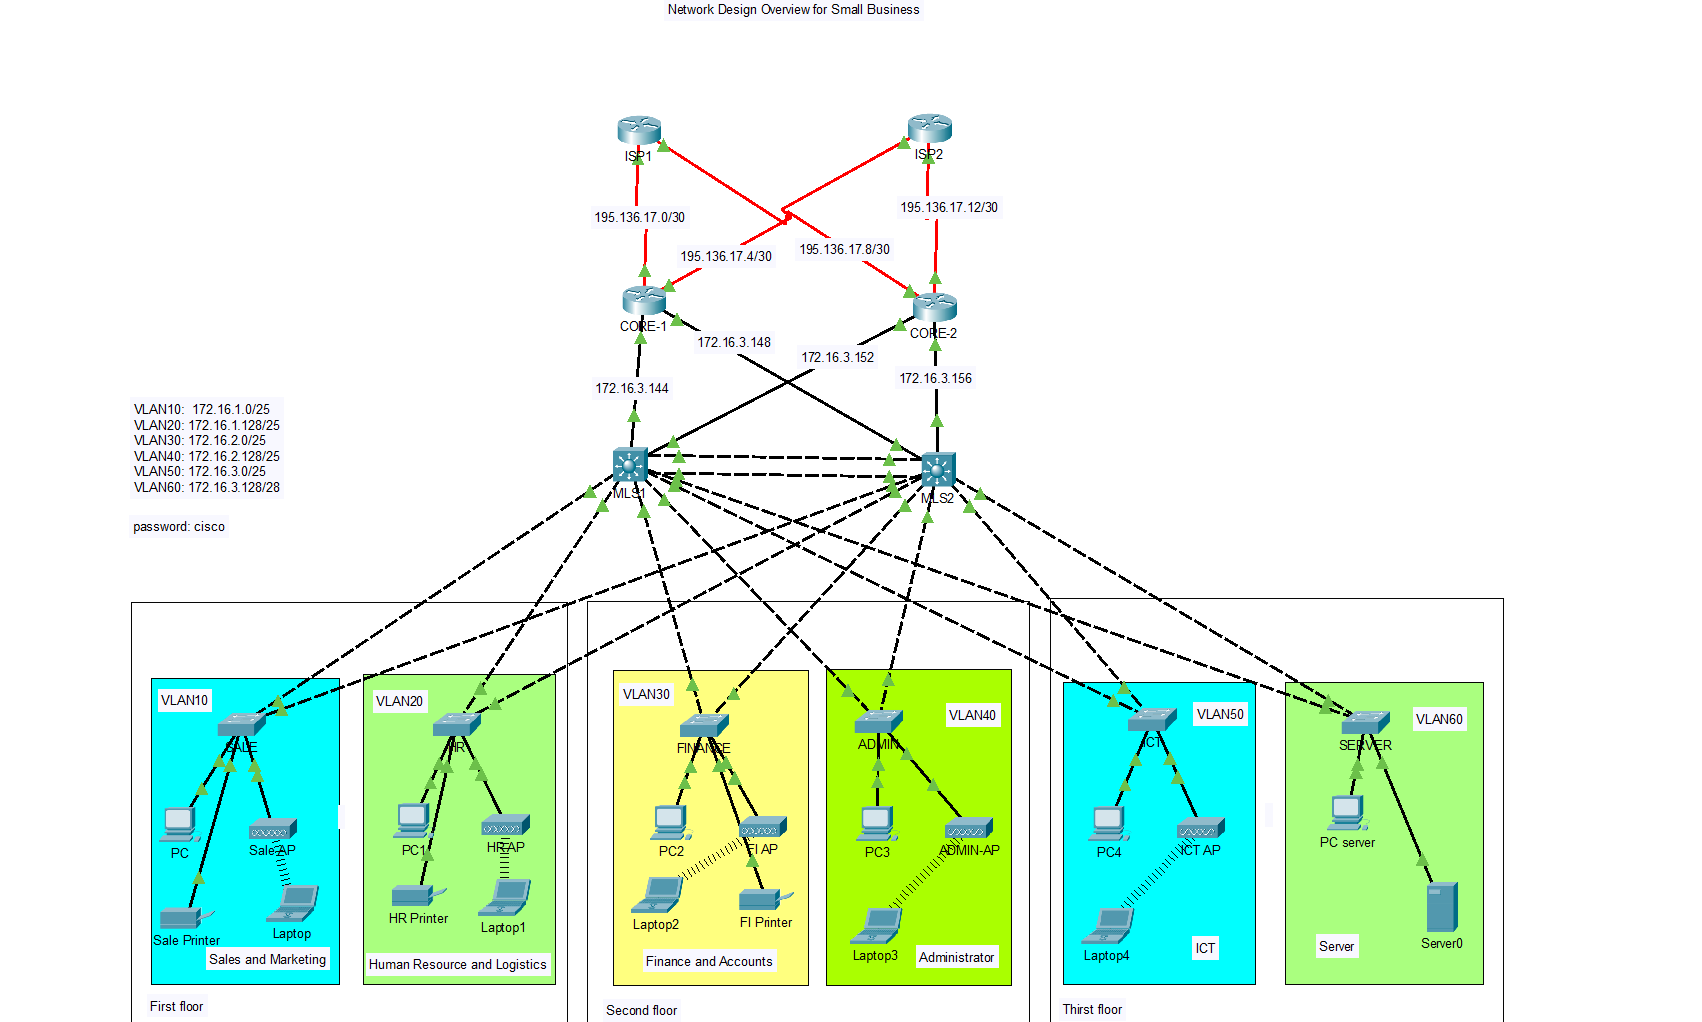 Network Design Overview for Small Business
ISP1
ISP2
195.136.17.0/30
195.136.17.12/30
195.136.17.4/30
195.136.17.8/30
CORE-1
CORE-2
172.16.3.148
172.16.3.152
172.16.3.144
172.16.3.156
VLAN10:  172.16.1.0/25
VLAN20: 172.16.1.128/25
VLAN30: 172.16.2.0/25
VLAN40: 172.16.2.128/25
VLAN50: 172.16.3.0/25
VLAN60: 172.16.3.128/28
password: cisco
MLS1
MLS2
VLAN10
SALE
PC
Sale AP
Sale Printer
Laptop
Sales and Marketing
VLAN20
HR
PC1
HR AP
HR Printer
Laptop1
Human Resource and Logistics
First floor
VLAN30
FINANCE
PC2
FI AP
Laptop2
FI Printer
Finance and Accounts
VLAN40
ADMIN
PC3
ADMIN-AP
Laptop3
Administrator
Second floor
VLAN50
ICT
PC4
ICT AP
Laptop4
ICT
VLAN60
SERVER
PC server
Server0
Server
Thirst floor